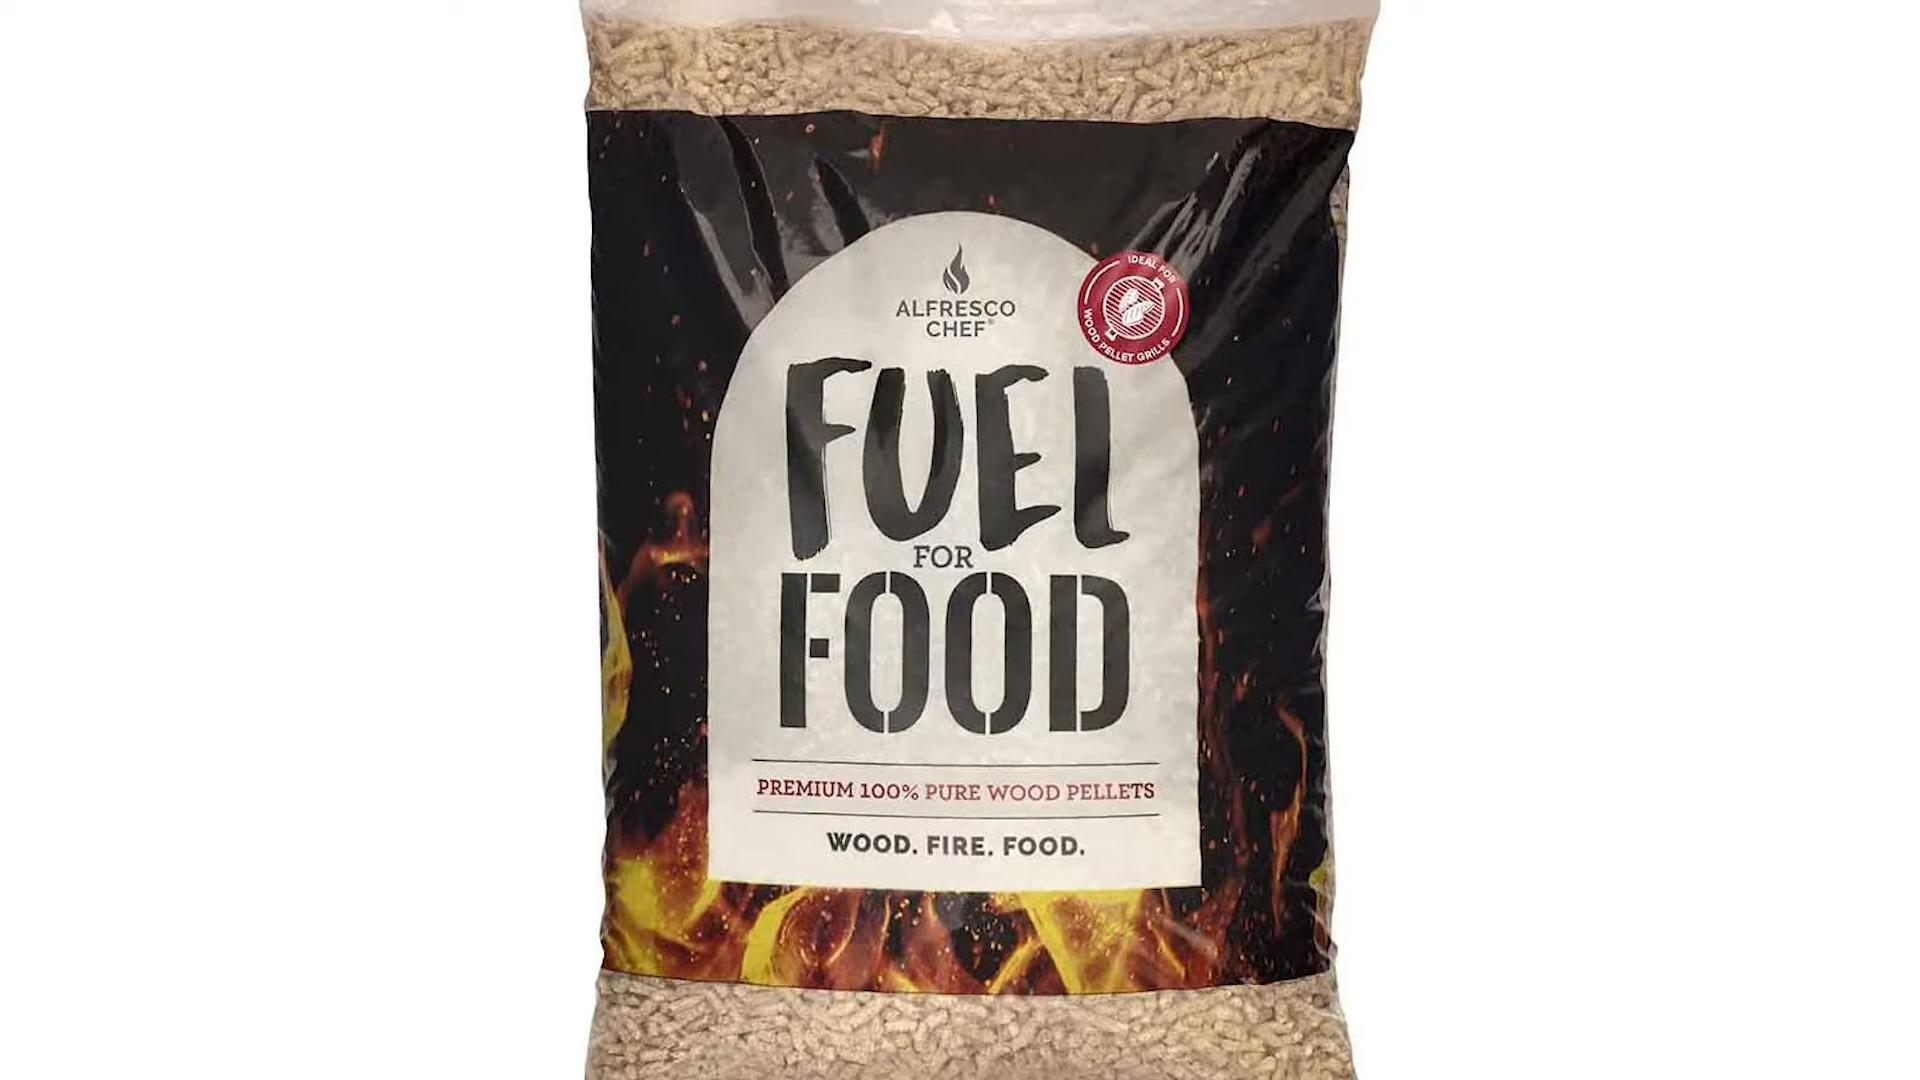 ALFRESCO
CHEF®
IDEAL FOR
WOOD PELLET GRILLS
FUEL
FOR
FOOD
PREMIUM 100% PURE WOOD PELLETS
WOOD. FIRE. FOOD.